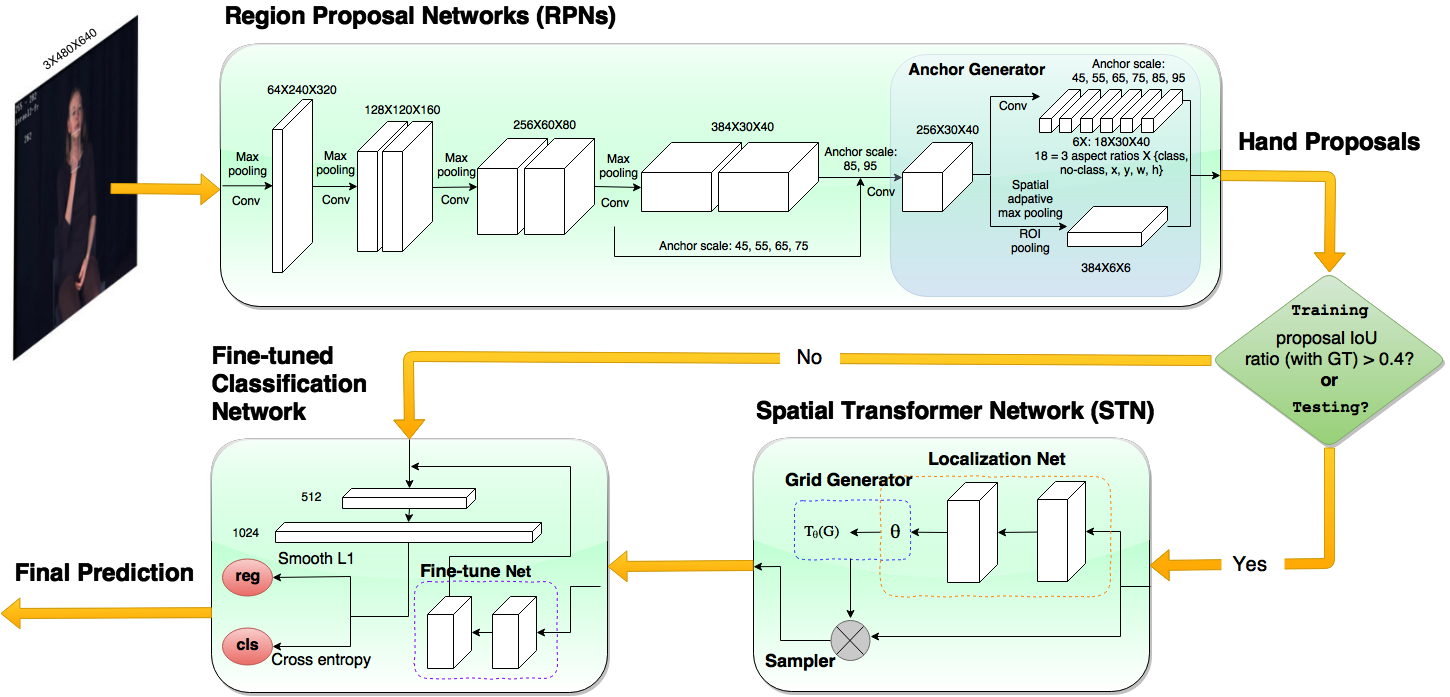 Region Proposal Networks (RPNs)
3X480X640
262
64X240X320
128X120X160
256X60X80
384X30X40
Max
pooling
Conv
Max
pooling
Conv
Max
pooling
Conv
Max
pooling
Conv
Anchor scale:
85, 95
Conv
Anchor scale: 45, 55, 65, 75
Anchor Generator
256X30X40
Conv
Anchor scale:
45, 55, 65, 75, 85, 95
6X: 18X30X40
18 = 3 aspect ratios X {class,
no-class, x, y, w, h}
Spatial
adpative
max pooling
ROI
pooling
384X6X6
Hand Proposals
Training
proposal IoU
ratio (with GT) > 0.4?
or
Testing?
No
Yes
Spatial Transformer Network (STN)
Localization Net
Grid Generator
Tθ(G)
θ
Sampler
Fine-tuned
Classification
Network
512
1024
Smooth L1
reg
cls
Cross entropy
Fine-tune Net
Final Prediction